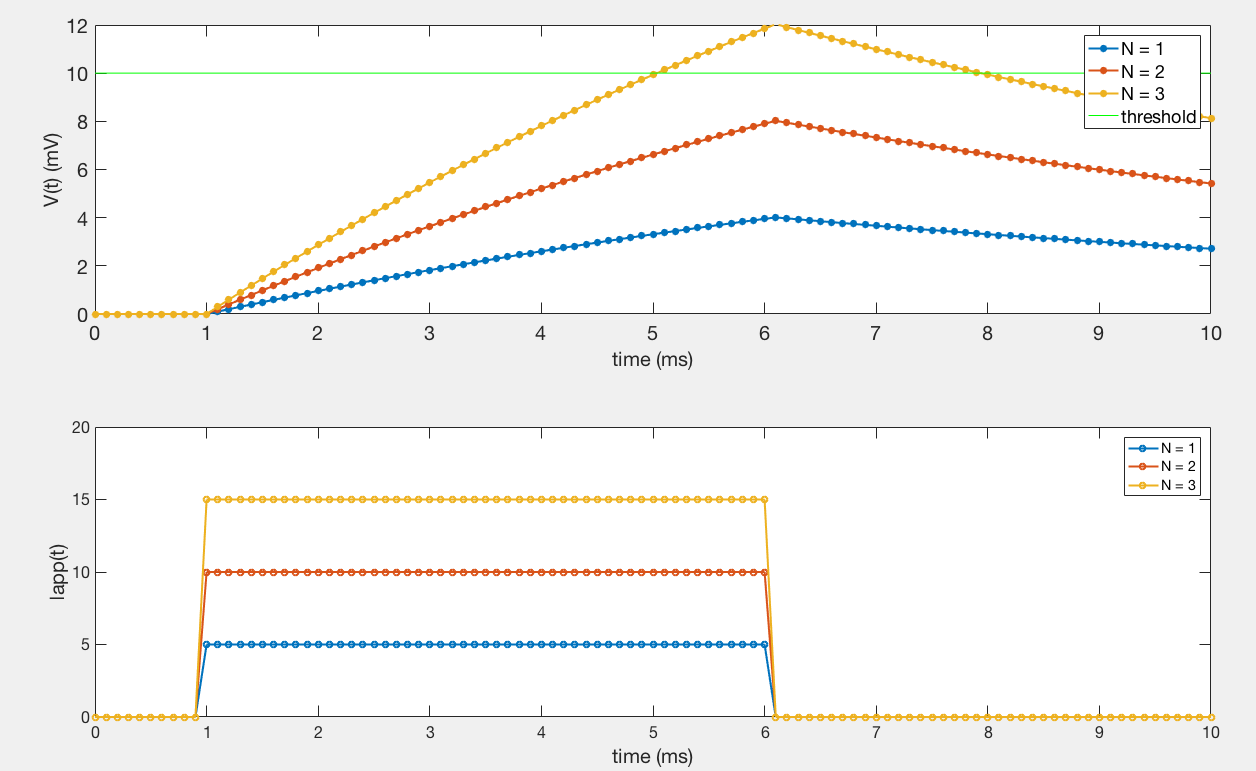 12
10
8
6
4
2
0
V(t) (mV)
N = 1
N = 2
N = 3
threshold
0 1 2 3 4 5 6 7 8 9 10
time (ms)
20
15
10
5
0
Iapp(t)
N = 1
N = 2
N = 3
0 1 2 3 4 5 6 7 8 9 10
time (ms)